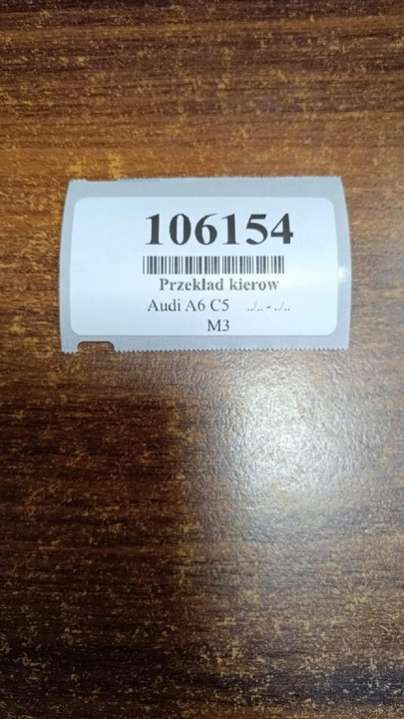 106154
Przekład kierow
Audi A6 C5 ../.. - ../..
M3